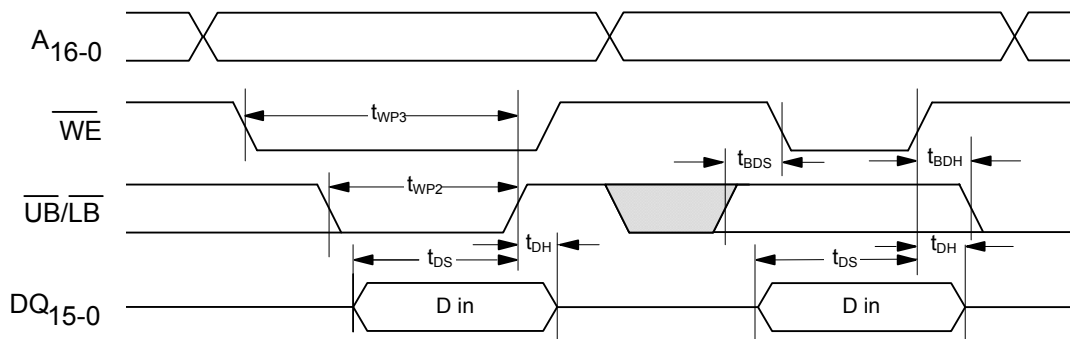 A16-0
WE
tWP3
tBDS
tBDH
UB/LB
tWP2
tDH
tDH
tDS
tDS
DQ15-0
D in
D in